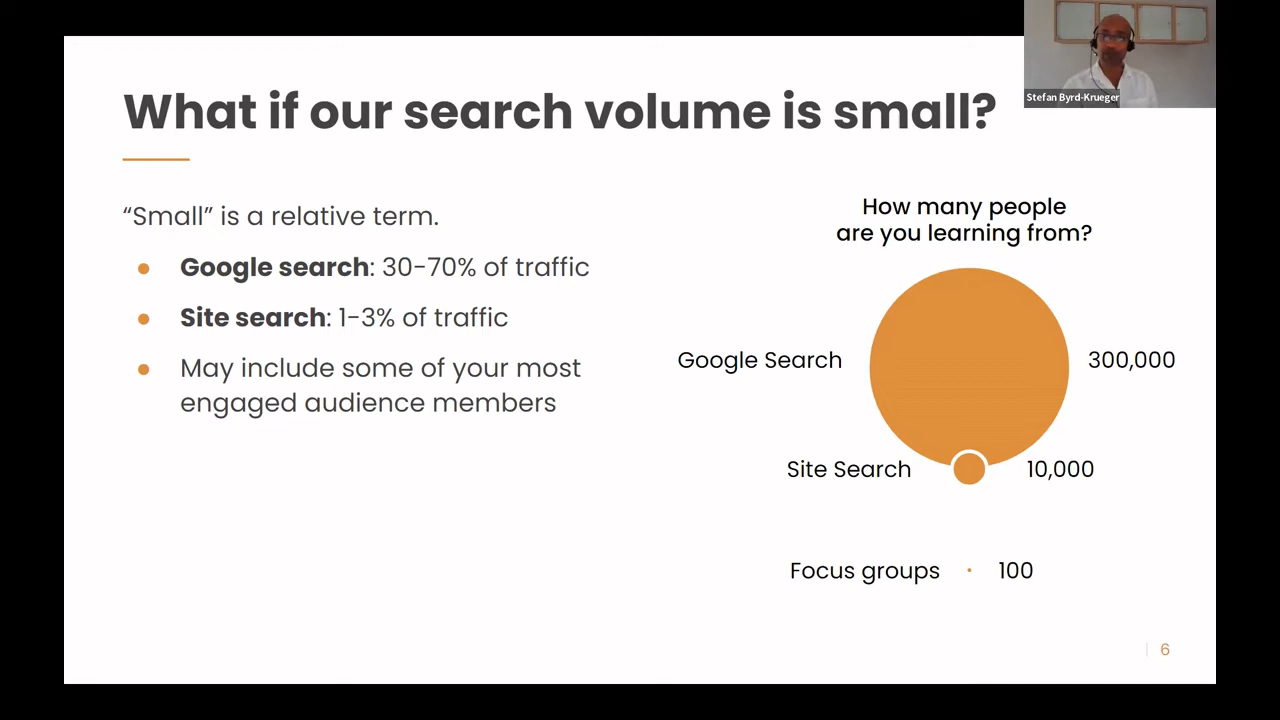 What if our search volume is small?
Stefan Byrd-Krueger
“Small” is a relative term.
● Google search: 30-70% of traffic
● Site search: 1-3% of traffic
● May include some of your most
engaged audience members
How many people
are you learning from?
Google Search 300,000
Site Search 10,000
Focus groups 100
6